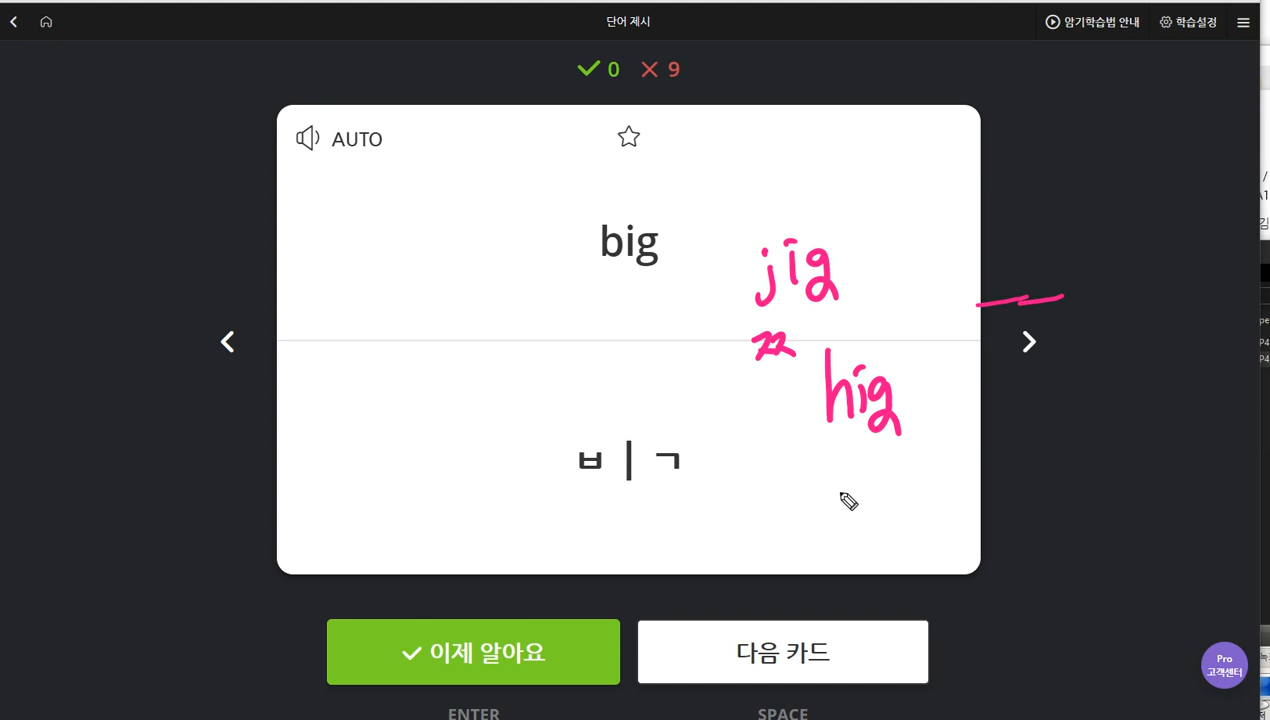 단어 제시
암기학습법 안내
학습설정
0 9
AUTO
big
jig
hig
ㅂ ㅣ ㄱ
이제 알아요
다음 카드
ENTER
SPACE
Pro
고객센터